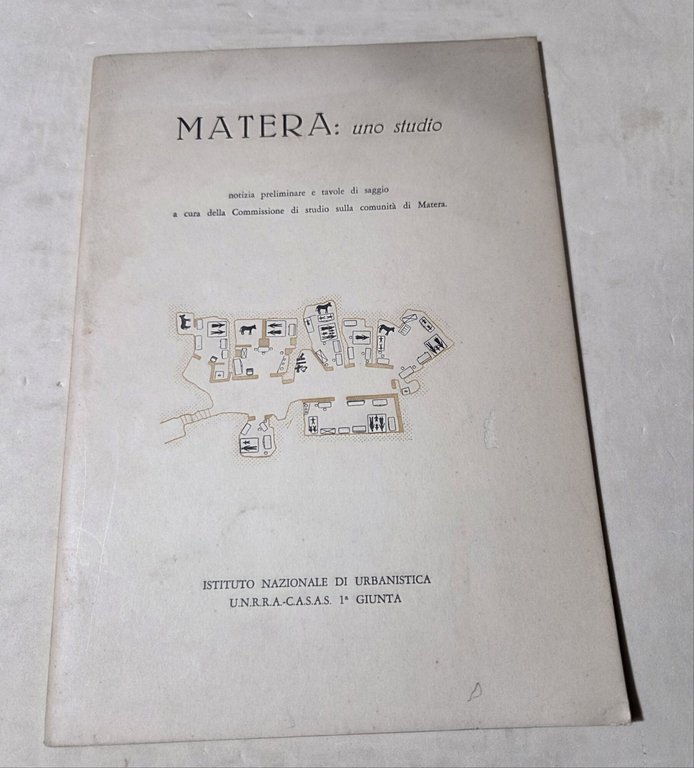 MATERA: uno studio
notizia preliminare e tavole di saggio
a cura della Commissione di studio sulla comunità di Matera.
ISTITUTO NAZIONALE DI URBANISTICA
U.N.R.R.A.-C.A.S.A.S. 1ª GIUNTA